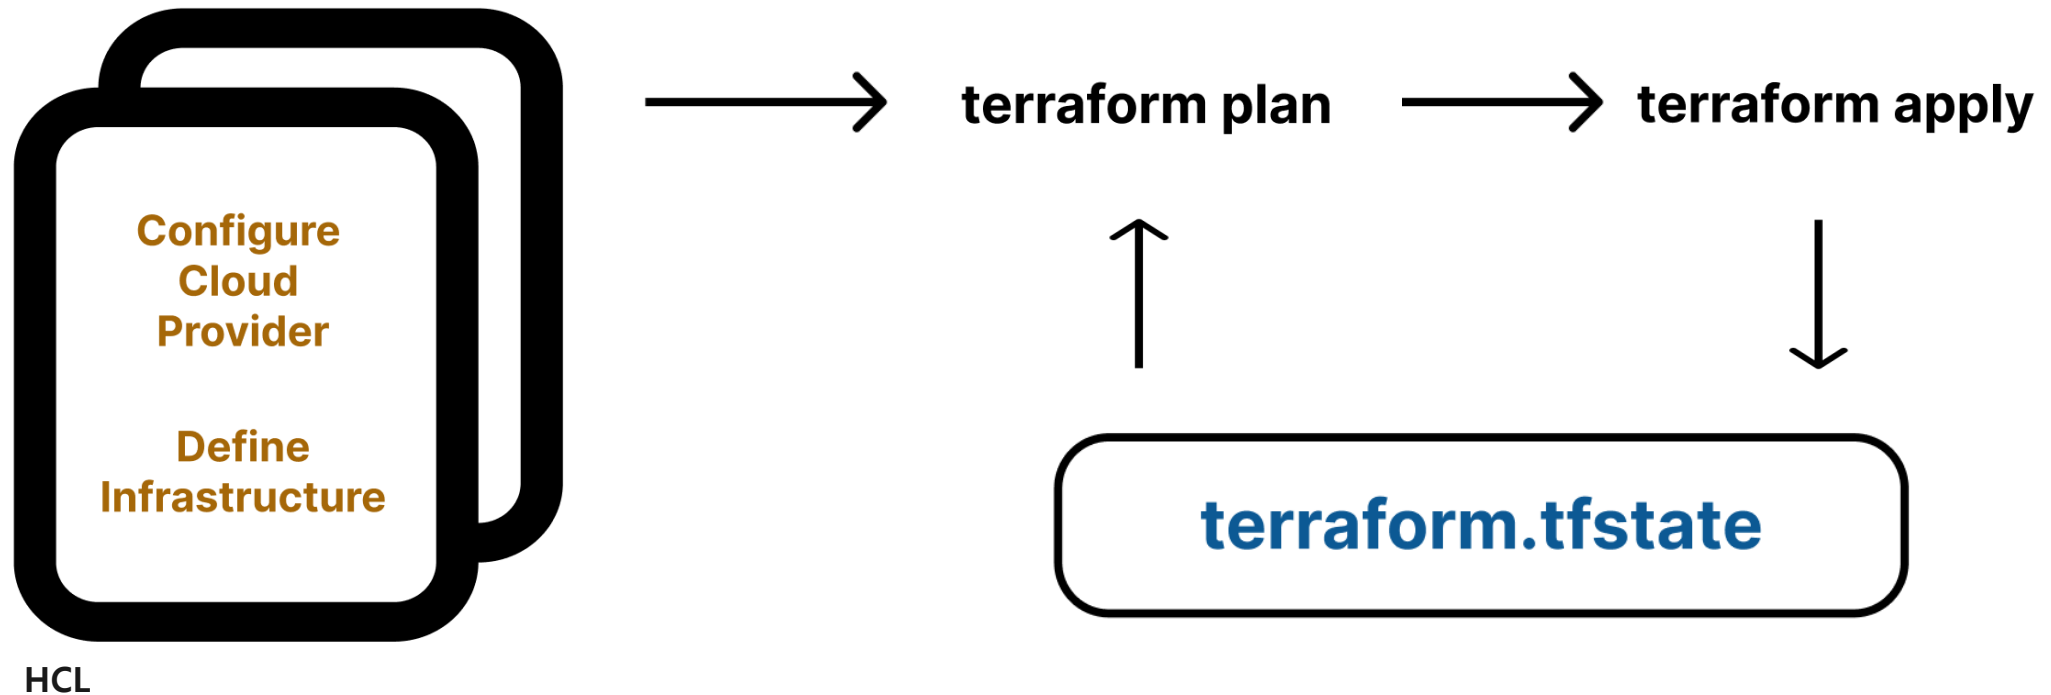 Configure
Cloud
Provider
Define
Infrastructure
HCL
terraform plan
terraform apply
terraform.tfstate